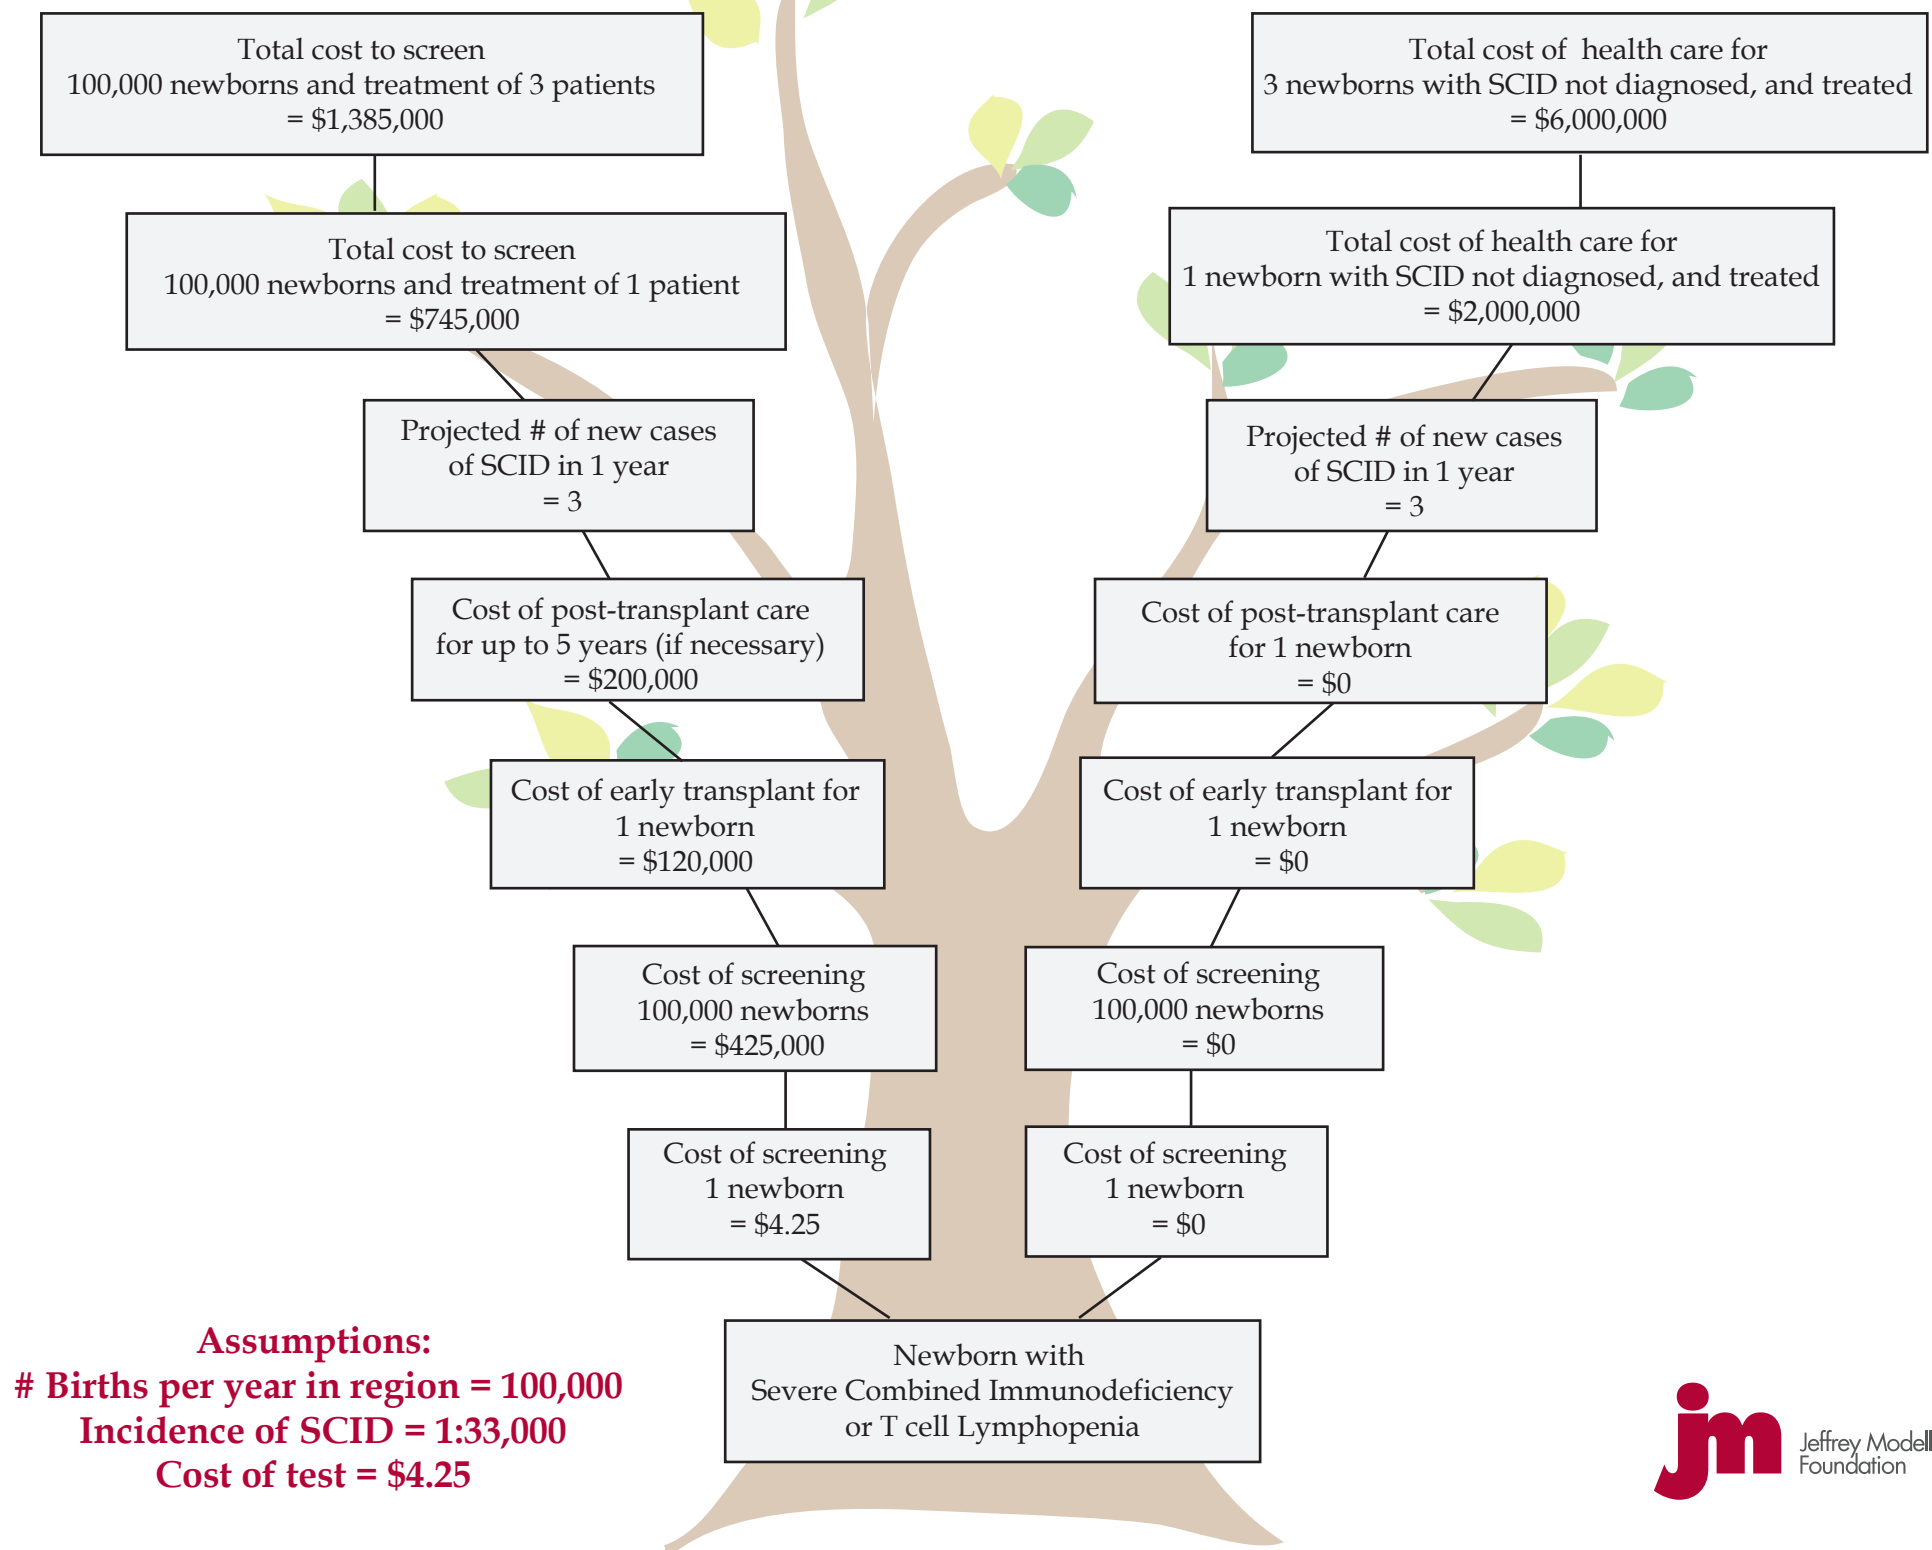 Total cost to screen
100,000 newborns and treatment of 3 patients
= $1,385,000
Total cost of health care for
3 newborns with SCID not diagnosed, and treated
= $6,000,000
Total cost to screen
100,000 newborns and treatment of 1 patient
= $745,000
Total cost of health care for
1 newborn with SCID not diagnosed, and treated
= $2,000,000
Projected # of new cases
of SCID in 1 year
= 3
Projected # of new cases
of SCID in 1 year
= 3
Cost of post-transplant care
for up to 5 years (if necessary)
= $200,000
Cost of post-transplant care
for 1 newborn
= $0
Cost of early transplant for
1 newborn
= $120,000
Cost of early transplant for
1 newborn
= $0
Cost of screening
100,000 newborns
= $425,000
Cost of screening
100,000 newborns
= $0
Cost of screening
1 newborn
= $4.25
Cost of screening
1 newborn
= $0
Newborn with
Severe Combined Immunodeficiency
or T cell Lymphopenia
Assumptions:
# Births per year in region = 100,000
Incidence of SCID = 1:33,000
Cost of test = $4.25
jm
Jeffrey Modell
Foundation